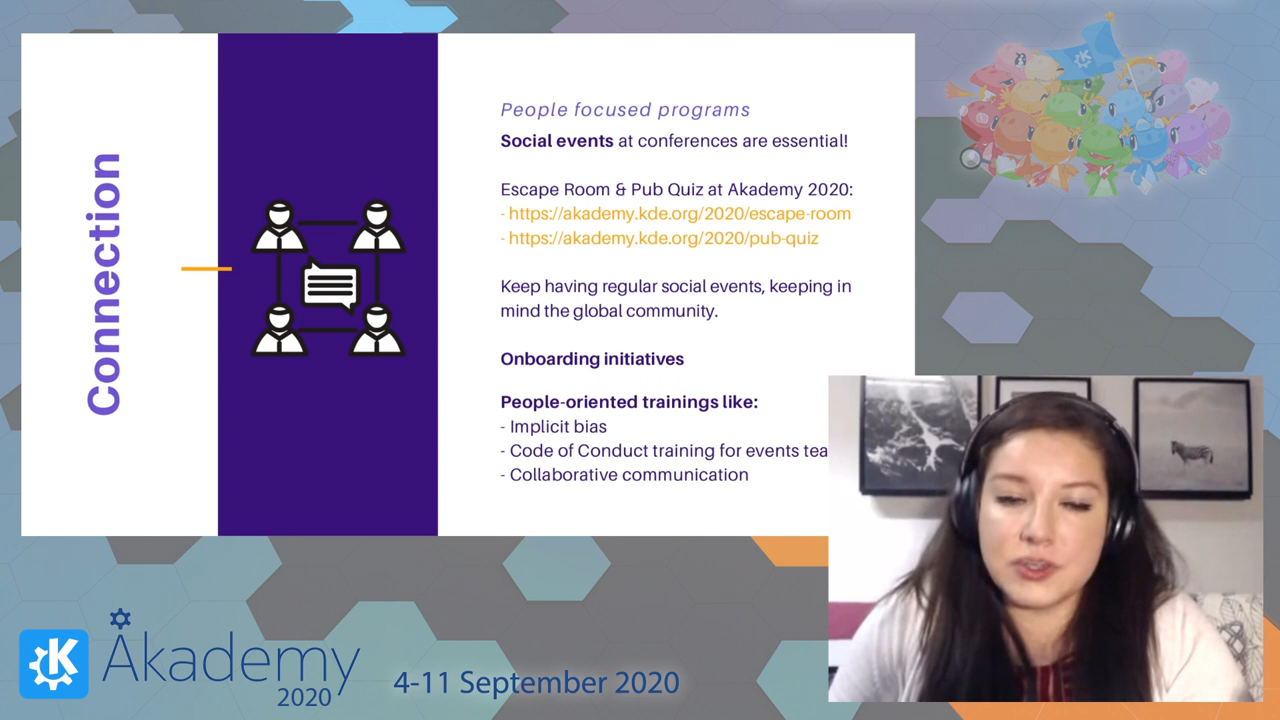 Connection
People focused programs
Social events at conferences are essential!
Escape Room & Pub Quiz at Akademy 2020:
- https://akademy.kde.org/2020/escape-room
- https://akademy.kde.org/2020/pub-quiz
Keep having regular social events, keeping in
mind the global community.
Onboarding initiatives
People-oriented trainings like:
- Implicit bias
- Code of Conduct training for events tea
- Collaborative communication
K
Akademy
2020
4-11 September 2020